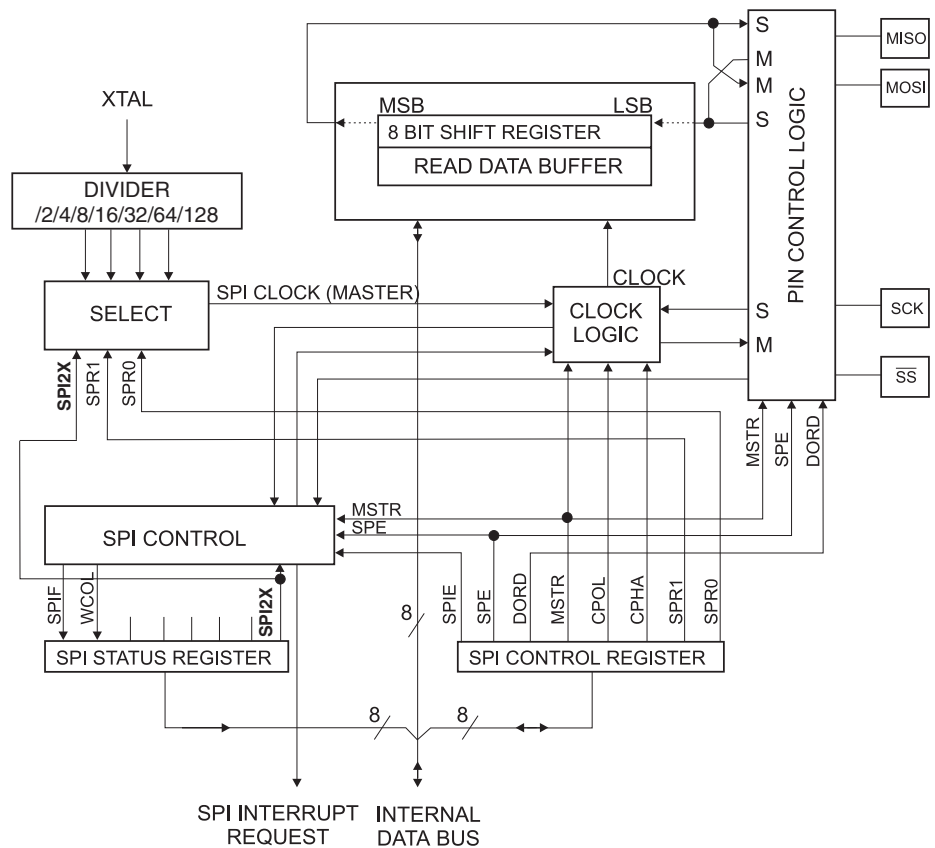 S
MISO
M
M
MOSI
XTAL
MSB
LSB
S
8 BIT SHIFT REGISTER
READ DATA BUFFER
DIVIDER
/2/4/8/16/32/64/128
PIN CONTROL LOGIC
CLOCK
SPI CLOCK (MASTER)
SELECT
CLOCK
LOGIC
S
SCK
M
SPI2X
SPR1
SPR0
SS
MSTR
SPE
DORD
MSTR
SPE
SPI CONTROL
SPIF
WCOL
SPI2X
SPIE
SPE
DORD
MSTR
CPOL
CPHA
SPR1
SPR0
8
SPI STATUS REGISTER
SPI CONTROL REGISTER
8
8
SPI INTERRUPT
REQUEST
INTERNAL
DATA BUS